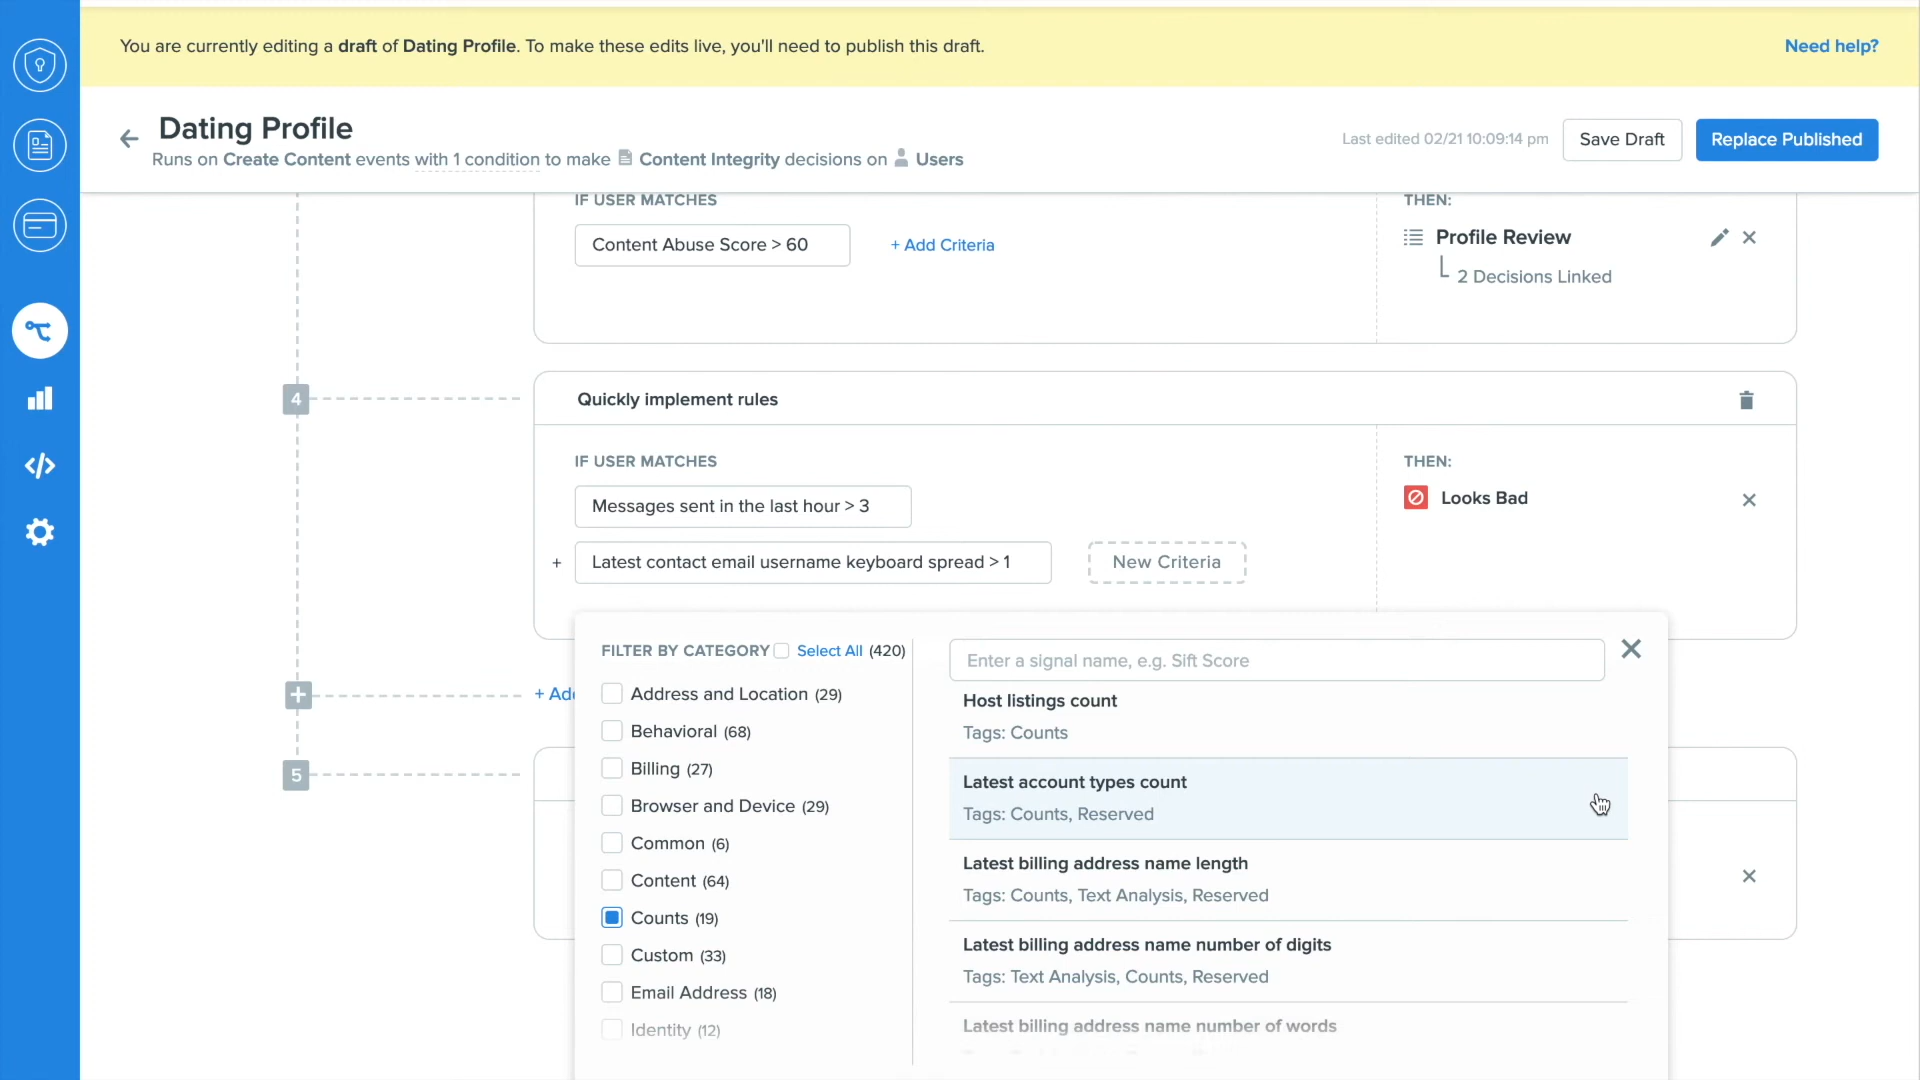 You are currently editing a draft of Dating Profile. To make these edits live, you'll need to publish this draft.
Need help?
Dating Profile
Runs on Create Content events with 1 condition to make Content Integrity decisions on Users
Last edited 02/21 10:09:14 pm
Save Draft
Replace Published
IF USER MATCHES
THEN:
Content Abuse Score > 60
+ Add Criteria
Profile Review
2 Decisions Linked
4
Quickly implement rules
IF USER MATCHES
THEN:
Messages sent in the last hour > 3
Looks Bad
+
Latest contact email username keyboard spread > 1
New Criteria
FILTER BY CATEGORY
Select All (420)
Enter a signal name, e.g. Sift Score
+ Add
Address and Location (29)
Behavioral (68)
Billing (27)
Browser and Device (29)
Common (6)
Content (64)
Counts (19)
Custom (33)
Email Address (18)
Identity (12)
Host listings count
Tags: Counts
Latest account types count
Tags: Counts, Reserved
Latest billing address name length
Tags: Counts, Text Analysis, Reserved
Latest billing address name number of digits
Tags: Text Analysis, Counts, Reserved
Latest billing address name number of words
5